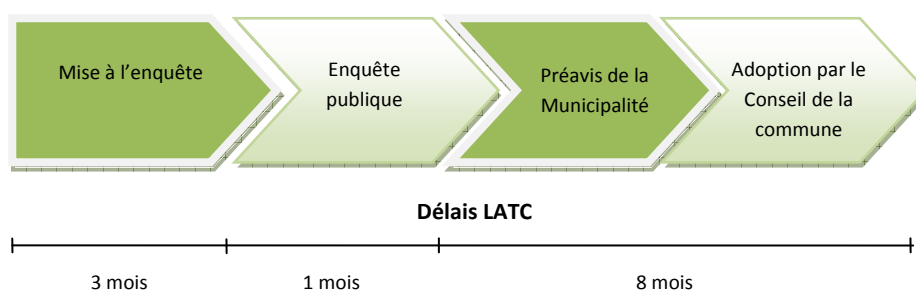 Mise à l'enquête
Enquête
publique
Préavis de la
Municipalité
Adoption par le
Conseil de la
commune
Délais LATC
3 mois
1 mois
8 mois